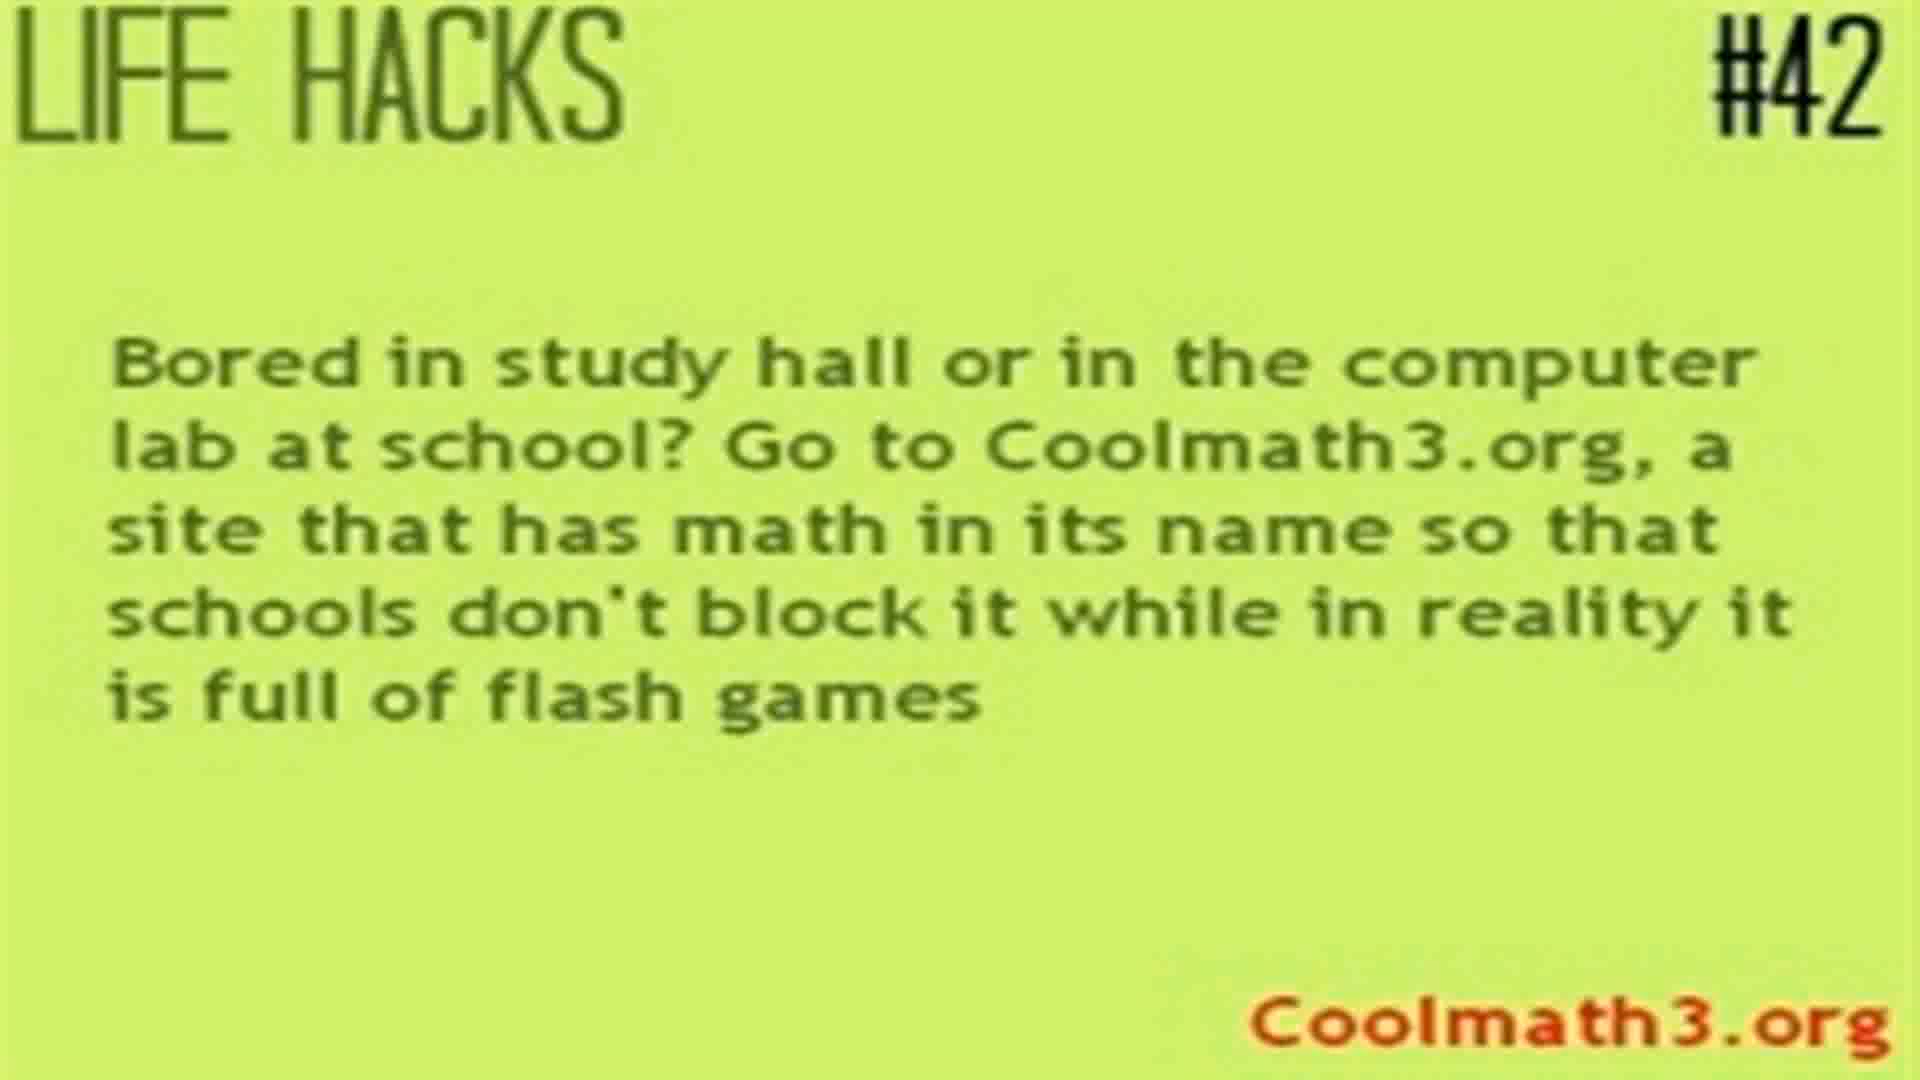 LIFE HACKS #42
Bored in study hall or in the computer
lab at school? Go to Coolmath3.org, a
site that has math in its name so that
schools don't block it while in reality it
is full of flash games
Coolmath3.org